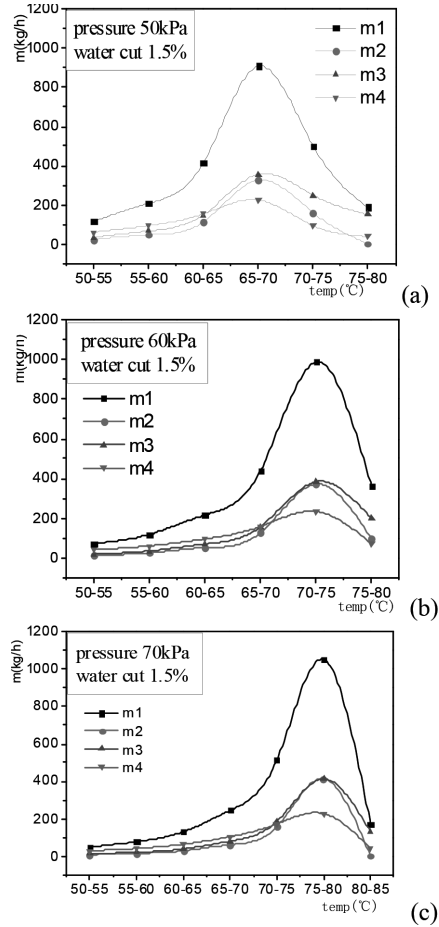 1200
1000
800
600
400
200
0
m(kg/h)
pressure 50kPa
water cut 1.5%
m1
m2
m3
m4
50-55 55-60 60-65 65-70 70-75 75-80
temp(℃)
(a)
1200
1000
800
600
400
200
0
m(kg/h)
pressure 60kPa
water cut 1.5%
m1
m2
m3
m4
50-55 55-60 60-65 65-70 70-75 75-80
temp(℃)
(b)
1200
1000
800
600
400
200
0
m(kg/h)
pressure 70kPa
water cut 1.5%
m1
m2
m3
m4
50-55 55-60 60-65 65-70 70-75 75-80 80-85
temp(℃)
(c)